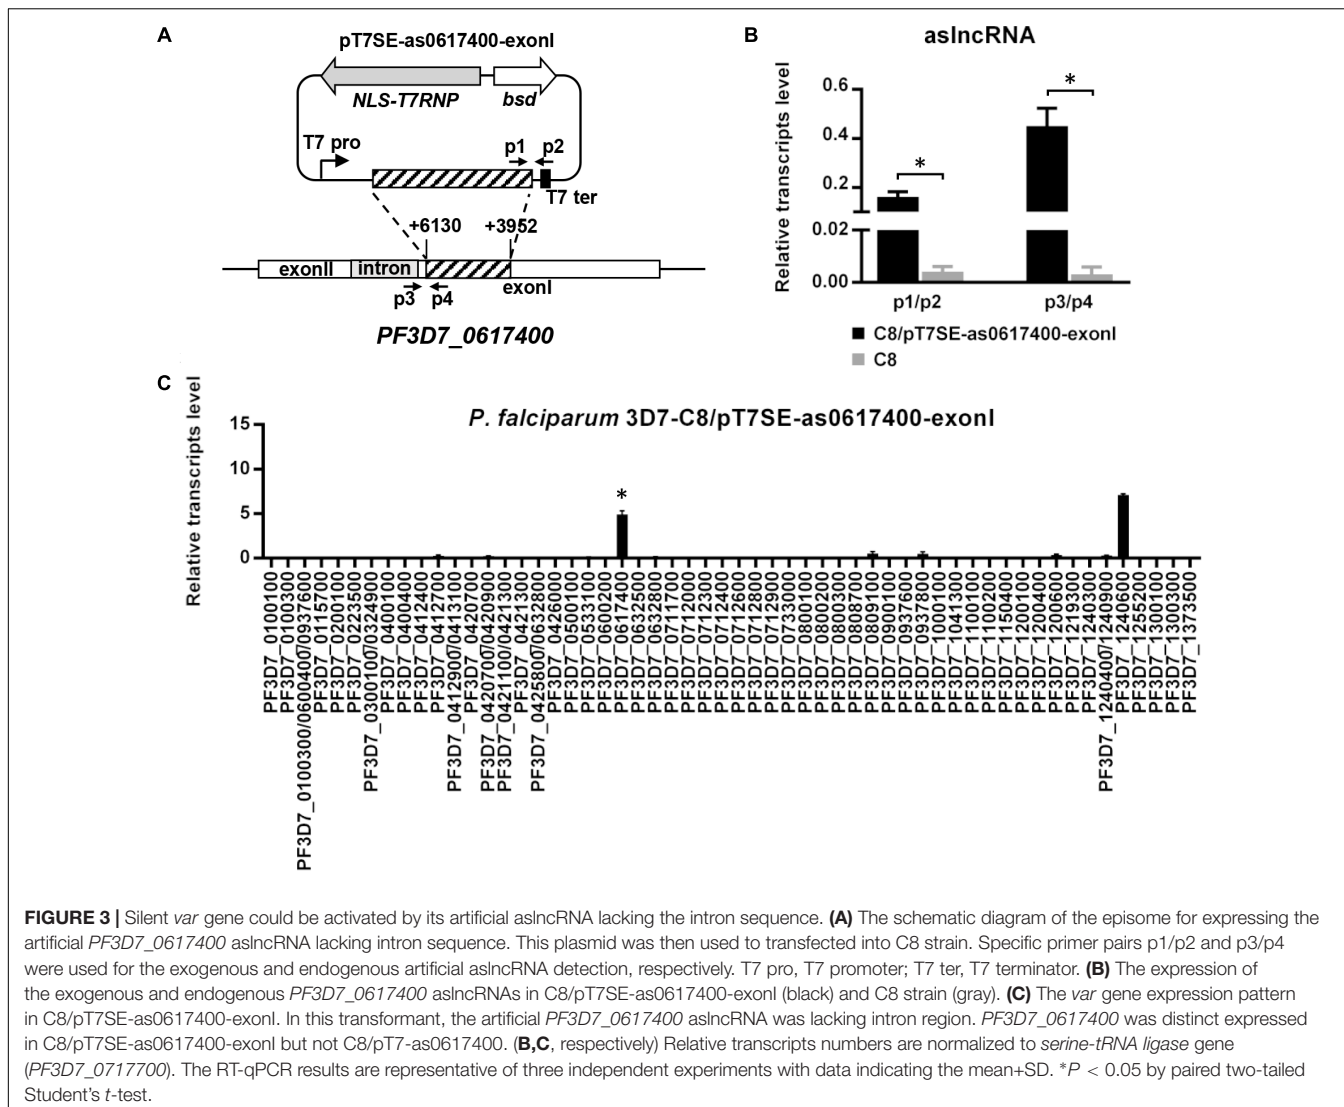 A
pT7SE-as0617400-exonI
NLS-T7RNP
bsd
T7 pro
p1
p2
T7 ter
+6130
+3952
exonII
intron
exonI
p3
p4
PF3D7_0617400
B
aslncRNA
Relative transcripts level
0.6
0.4
0.2
0.02
0.00
*
*
p1/p2
p3/p4
C8/pT7SE-as0617400-exonI
C8
C
P. falciparum 3D7-C8/pT7SE-as0617400-exonI
Relative transcripts level
15
10
5
0
*
PF3D7_0100100
PF3D7_0100300
PF3D7_0100300/0600400/0937600
PF3D7_0115700
PF3D7_0200100
PF3D7_0223500
PF3D7_0300100/0324900
PF3D7_0400100
PF3D7_0400400
PF3D7_0412400
PF3D7_0412700
PF3D7_0412900/0413100
PF3D7_0420700
PF3D7_0420700/0420900
PF3D7_0421100/0421300
PF3D7_0421300
PF3D7_0425800/0632800
PF3D7_0426000
PF3D7_0500100
PF3D7_0533100
PF3D7_0600200
PF3D7_0617400
PF3D7_0632500
PF3D7_0632800
PF3D7_0711700
PF3D7_0712000
PF3D7_0712300
PF3D7_0712400
PF3D7_0712600
PF3D7_0712800
PF3D7_0712900
PF3D7_0733000
PF3D7_0800100
PF3D7_0800200
PF3D7_0800300
PF3D7_0808700
PF3D7_0809100
PF3D7_0900100
PF3D7_0937600
PF3D7_0937800
PF3D7_1000100
PF3D7_1041300
PF3D7_1100100
PF3D7_1100200
PF3D7_1150400
PF3D7_1200100
PF3D7_1200400
PF3D7_1200600
PF3D7_1219300
PF3D7_1240300
PF3D7_1240400/1240900
PF3D7_1240600
PF3D7_1255200
PF3D7_1300100
PF3D7_1300300
PF3D7_1373500
FIGURE 3 | Silent var gene could be activated by its artificial aslncRNA lacking the intron sequence. (A) The schematic diagram of the episome for expressing the
artificial PF3D7_0617400 aslncRNA lacking intron sequence. This plasmid was then used to transfected into C8 strain. Specific primer pairs p1/p2 and p3/p4
were used for the exogenous and endogenous artificial aslncRNA detection, respectively. T7 pro, T7 promoter; T7 ter, T7 terminator. (B) The expression of
the exogenous and endogenous PF3D7_0617400 aslncRNAs in C8/pT7SE-as0617400-exonI (black) and C8 strain (gray). (C) The var gene expression pattern
in C8/pT7SE-as0617400-exonI. In this transformant, the artificial PF3D7_0617400 aslncRNA was lacking intron region. PF3D7_0617400 was distinct expressed
in C8/pT7SE-as0617400-exonI but not C8/pT7-as0617400. (B,C, respectively) Relative transcripts numbers are normalized to serine-tRNA ligase gene
(PF3D7_0717700). The RT-qPCR results are representative of three independent experiments with data indicating the mean+SD. *P < 0.05 by paired two-tailed
Student's t-test.